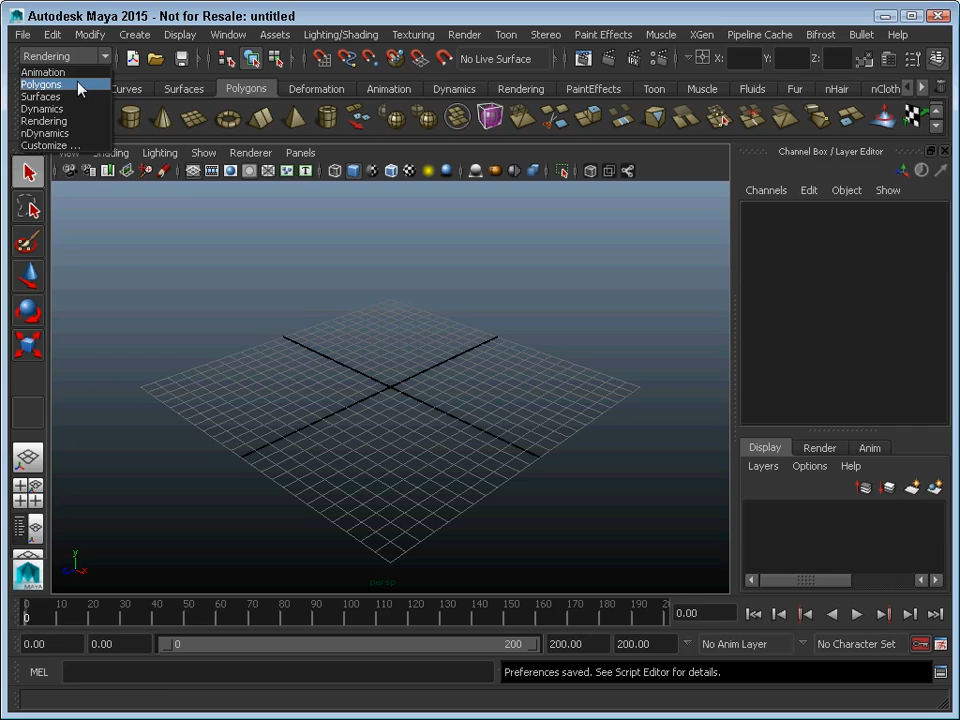 Autodesk Maya 2015 - Not for Resale: untitled
File Edit Modify Create Display Window Assets Lighting/Shading Texturing Render Toon Stereo Paint Effects Muscle XGen Pipeline Cache Bifrost Bullet Help
Rendering
No Live Surface
X:
Y:
Z:
Animation
Polygons
Surfaces
Dynamics
Rendering
nDynamics
Customize ...
urves Surfaces Polygons Deformation Animation Dynamics Rendering PaintEffects Toon Muscle Fluids Fur nHair nCloth
View Shading Lighting Show Renderer Panels
Channel Box / Layer Editor
Channels Edit Object Show
y
z
x
persp
Display Render Anim
Layers Options Help
MAYA
0 10 20 30 40 50 60 70 80 90 100 110 120 130 140 150 160 170 180 190 2
0
0.00
0.00 0.00 0 200 200.00 200.00 No Anim Layer No Character Set
MEL
Preferences saved. See Script Editor for details.